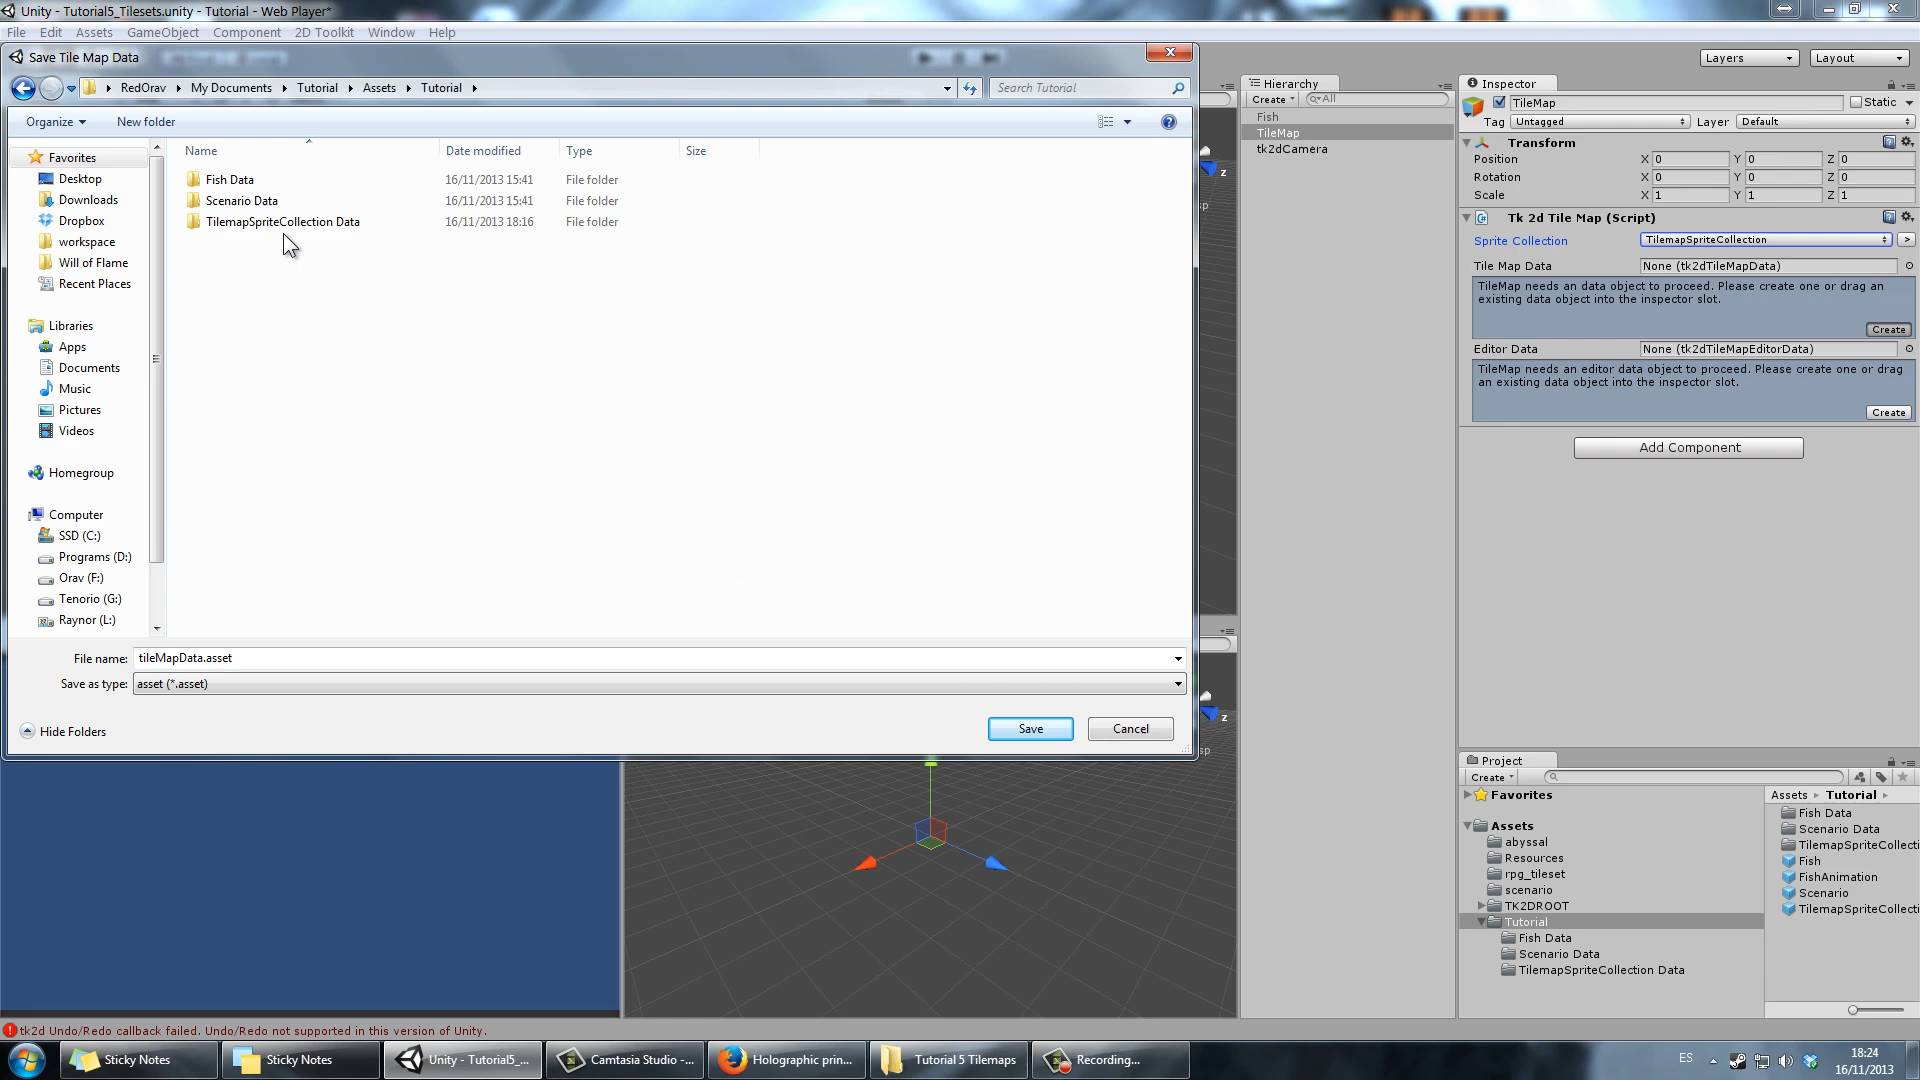 Unity - Tutorial5_Tilesets.unity - Tutorial - Web Player*
File Edit Assets GameObject Component 2D Toolkit Window Help
Save Tile Map Data
RedOrav My Documents Tutorial Assets Tutorial
Search Tutorial
Organize New folder
Name Date modified Type Size
Favorites
Desktop
Downloads
Dropbox
workspace
Will of Flame
Recent Places
Libraries
Apps
Documents
Music
Pictures
Videos
Homegroup
Computer
SSD (C:)
Programs (D:)
Orav (F:)
Tenorio (G:)
Raynor (L:)
Fish Data 16/11/2013 15:41 File folder
Scenario Data 16/11/2013 15:41 File folder
TilemapSpriteCollection Data 16/11/2013 18:16 File folder
File name: tileMapData.asset
Save as type: asset (*.asset)
Hide Folders
Save Cancel
z
sp
z
sp
Layers Layout
Hierarchy
Create All
Fish
TileMap
tk2dCamera
Inspector
TileMap Static
Tag Untagged Layer Default
Transform
Position X 0 Y 0 Z 0
Rotation X 0 Y 0 Z 0
Scale X 1 Y 1 Z 1
Tk 2d Tile Map (Script)
Sprite Collection TilemapSpriteCollection >
Tile Map Data None (tk2dTileMapData)
TileMap needs an data object to proceed. Please create one or drag an
existing data object into the inspector slot.
Create
Editor Data None (tk2dTileMapEditorData)
TileMap needs an editor data object to proceed. Please create one or drag
an existing data object into the inspector slot.
Create
Add Component
Project
Create
Favorites
Assets
abyssal
Resources
rpg_tileset
scenario
TK2DROOT
Tutorial
Fish Data
Scenario Data
TilemapSpriteCollection Data
Assets Tutorial
Fish Data
Scenario Data
TilemapSpriteCollecti
Fish
FishAnimation
Scenario
TilemapSpriteCollecti
tk2d Undo/Redo callback failed. Undo/Redo not supported in this version of Unity.
Sticky Notes Sticky Notes Unity - Tutorial5_... Camtasia Studio -... Holographic prin... Tutorial 5 Tilemaps Recording...
ES
18:24
16/11/2013